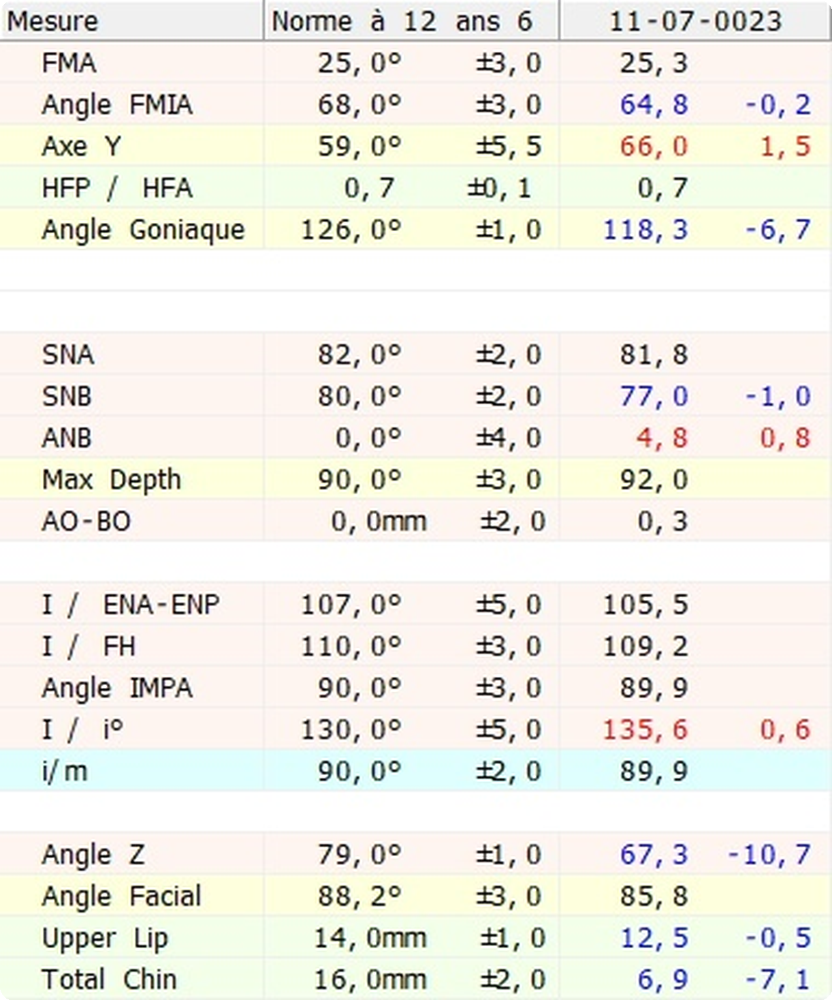 Mesure Norme à 12 ans 6 11-07-0023
FMA 25,0° ±3,0 25,3
Angle FMIA 68,0° ±3,0 64,8 -0,2
Axe Y 59,0° ±5,5 66,0 1,5
HFP / HFA 0,7 ±0,1 0,7
Angle Goniaque 126,0° ±1,0 118,3 -6,7
SNA 82,0° ±2,0 81,8
SNB 80,0° ±2,0 77,0 -1,0
ANB 0,0° ±4,0 4,8 0,8
Max Depth 90,0° ±3,0 92,0
AO-BO 0,0mm ±2,0 0,3
I / ENA-ENP 107,0° ±5,0 105,5
I / FH 110,0° ±3,0 109,2
Angle IMPA 90,0° ±3,0 89,9
I / i° 130,0° ±5,0 135,6 0,6
i/m 90,0° ±2,0 89,9
Angle Z 79,0° ±1,0 67,3 -10,7
Angle Facial 88,2° ±3,0 85,8
Upper Lip 14,0mm ±1,0 12,5 -0,5
Total Chin 16,0mm ±2,0 6,9 -7,1